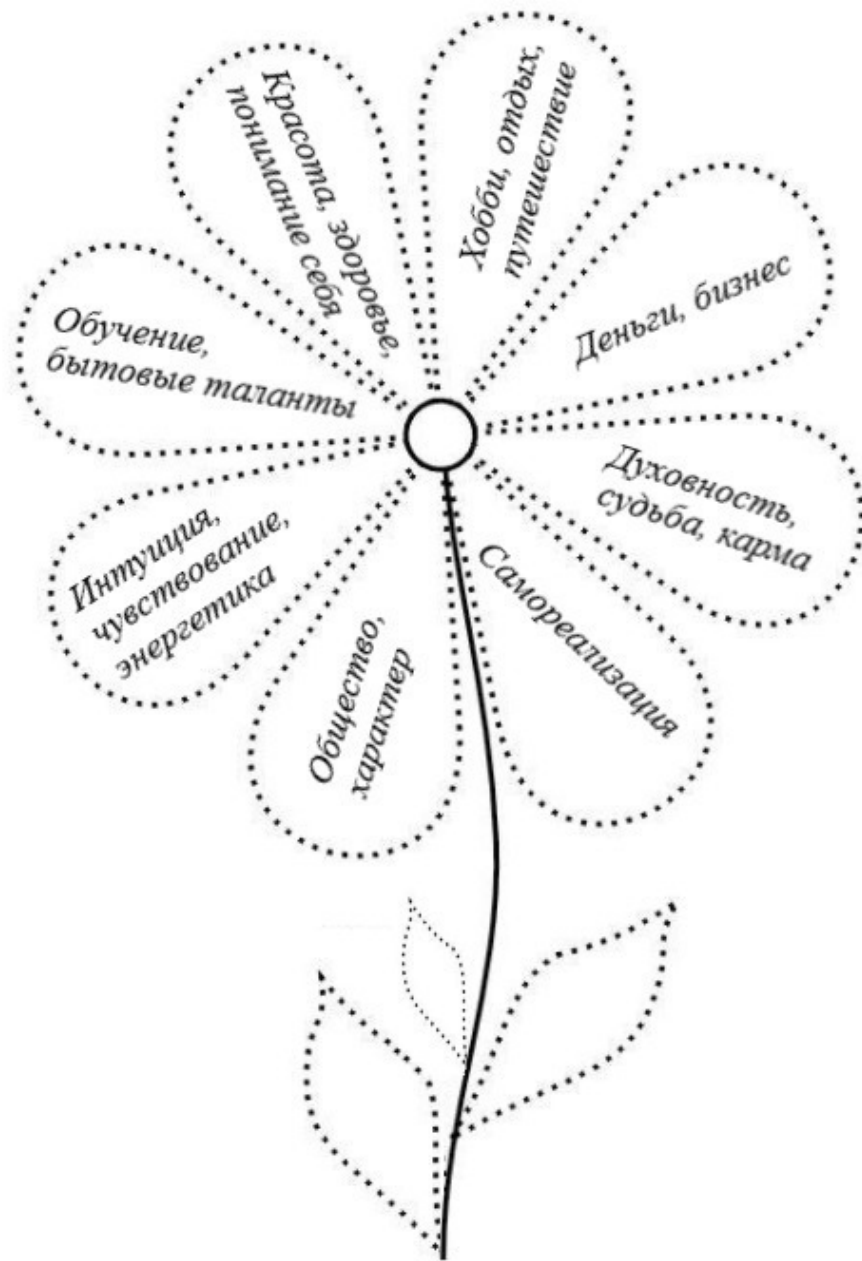 Красота, здоровье,
понимание себя
Хобби, отдых,
путешествие
Деньги, бизнес
Духовность,
судьба, карма
Самореализация
Общество,
характер
Интуиция,
чувствование,
энергетика
Обучение,
бытовые таланты